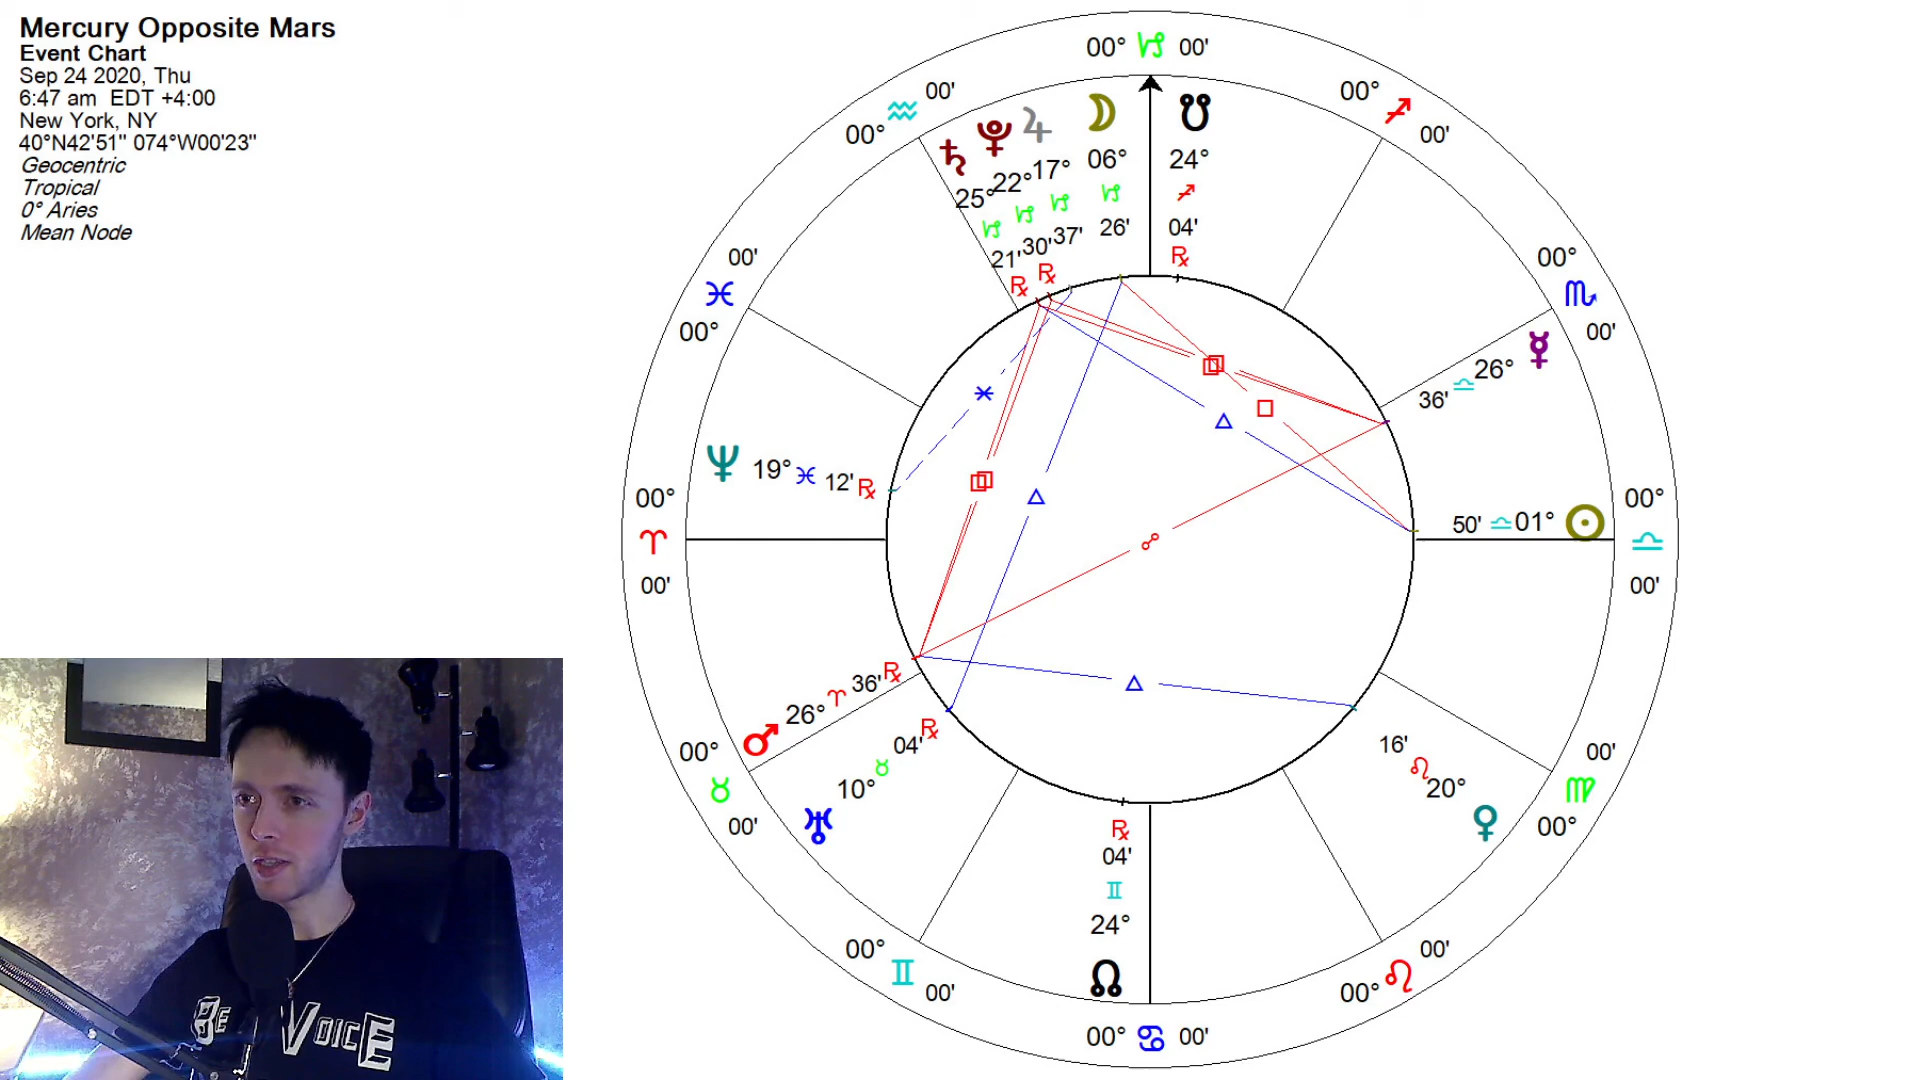 Mercury Opposite Mars
Event Chart
Sep 24 2020, Thu
6:47 am EDT +4:00
New York, NY
40°N42'51" 074°W00'23"
Geocentric
Tropical
0° Aries
Mean Node
00° ♑ 00'
00° ♐ 00'
00° ♏ 00'
00° ♎ 00'
00' ♍ 00°
00° ♌ 00'
00° ♋ 00'
00° ♊ 00'
00° ♉ 00'
00° ♈ 00'
00' ♓ 00°
00° ♒ 00'
♄ 25° ♑ 21' ℞
♇ 22° ♑ 30' ℞
♃ 17° ♑ 37'
☽ 06° ♑ 26'
☋ 24° ♐ 04' ℞
36' ♎ 26° ☿
50' ♎ 01° ☉
♆ 19° ♓ 12' ℞
♂ 26° ♈ 36' ℞
♅ 10° ♉ 04' ℞
16' ♌ 20° ♀
℞ 04' ♊ 24° ☊
BE VOICE